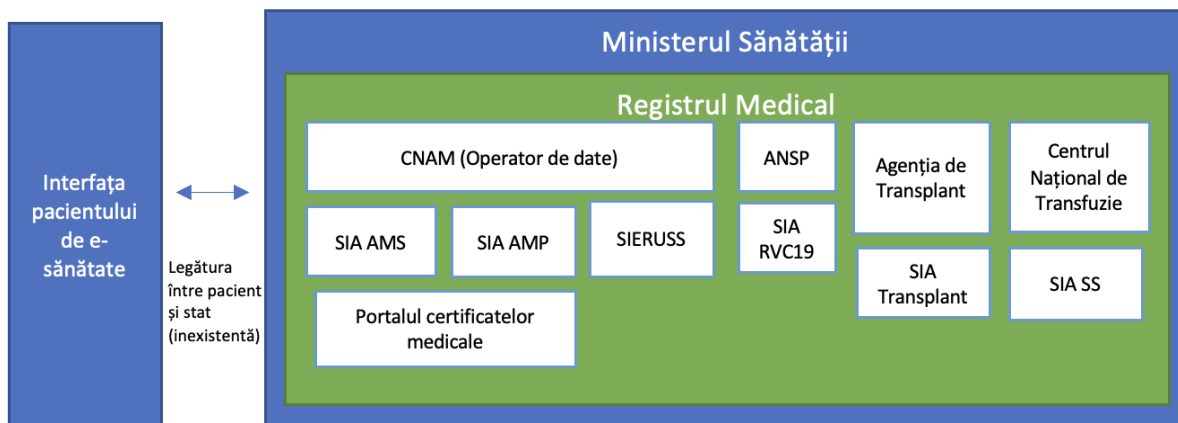 Ministerul Sănătății
Registrul Medical
Interfața
pacientului
de e-
sănătate
Legătura
între pacient
și stat
(inexistentă)
CNAM (Operator de date)
SIA AMS
SIA AMP
SIERUSS
Portalul certificatelor
medicale
ANSP
SIA
RVC19
Agenția de
Transplant
SIA
Transplant
Centrul
Național de
Transfuzie
SIA SS